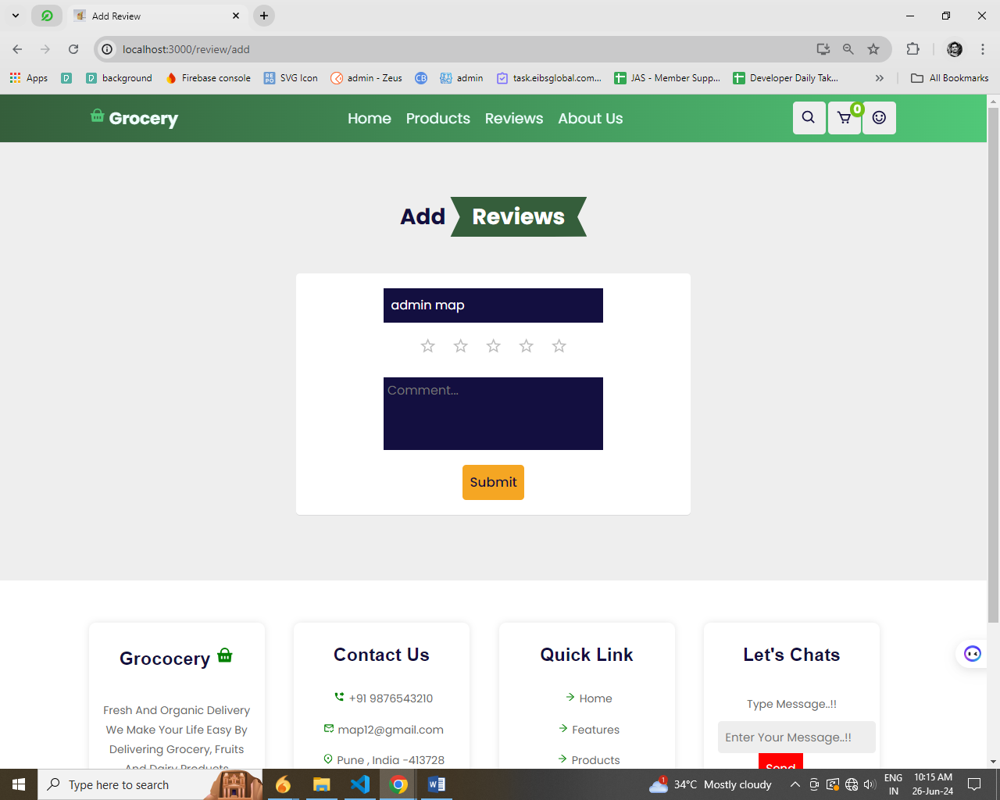 Add Review
localhost:3000/review/add
Apps
background
Firebase console
REPO
SVG Icon
admin - Zeus
CB
admin
task.eibsglobal.com...
JAS - Member Supp...
Developer Daily Tak...
All Bookmarks
Grocery
Home Products Reviews About Us
0
Add Reviews
admin map
Comment...
Submit
Grococery
Fresh And Organic Delivery
We Make Your Life Easy By
Delivering Grocery, Fruits
And Dairy Products
Contact Us
+91 9876543210
map12@gmail.com
Pune , India -413728
Quick Link
Home
Features
Products
Let's Chats
Type Message..!!
Enter Your Message..!!
Send
Type here to search
1
34°C Mostly cloudy
ENG
IN
10:15 AM
26-Jun-24